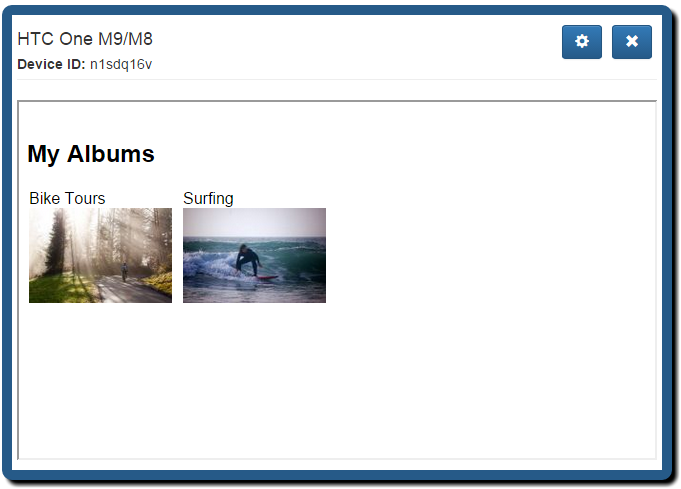 HTC One M9/M8
Device ID: n1sdq16v
My Albums
Bike Tours Surfing